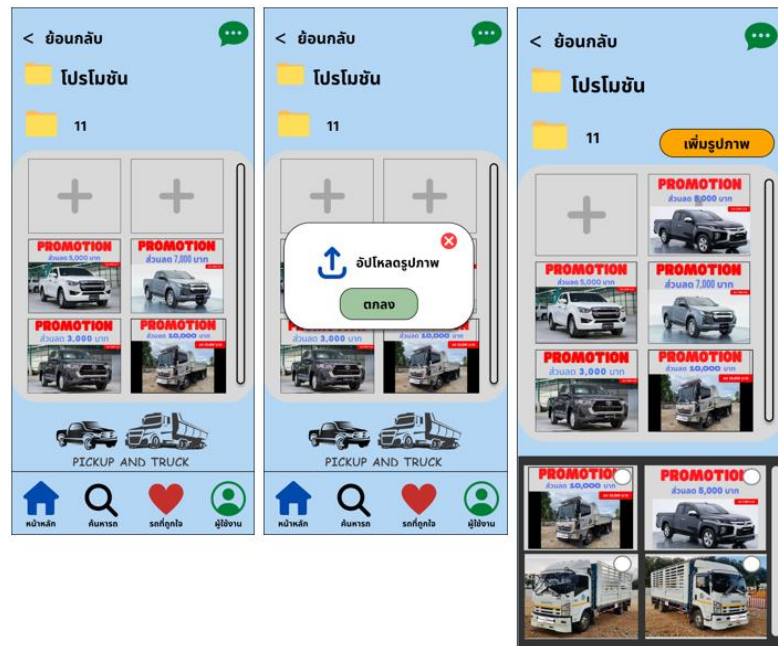 < ย้อนกลับ
โปรโมชัน
11
PROMOTION
ส่วนลด 5,000 บาท
PROMOTION
ส่วนลด 7,000 บาท
PROMOTION
ส่วนลด 3,000 บาท
PROMOTION
ส่วนลด 10,000 บาท
PICKUP AND TRUCK
หน้าหลัก
ค้นหารถ
รถที่ถูกใจ
ผู้ใช้งาน
< ย้อนกลับ
โปรโมชัน
11
อัปโหลดรูปภาพ
ตกลง
ส่วนลด 3,000 บาท
ส่วนลด 10,000 บาท
PICKUP AND TRUCK
หน้าหลัก
ค้นหารถ
รถที่ถูกใจ
ผู้ใช้งาน
< ย้อนกลับ
โปรโมชัน
11
เพิ่มรูปภาพ
PROMOTION
ส่วนลด 5,000 บาท
PROMOTION
ส่วนลด 5,000 บาท
PROMOTION
ส่วนลด 7,000 บาท
PROMOTION
ส่วนลด 3,000 บาท
PROMOTION
ส่วนลด 10,000 บาท
PROMOTION
ส่วนลด 10,000 บาท
PROMOTION
ส่วนลด 5,000 บาท